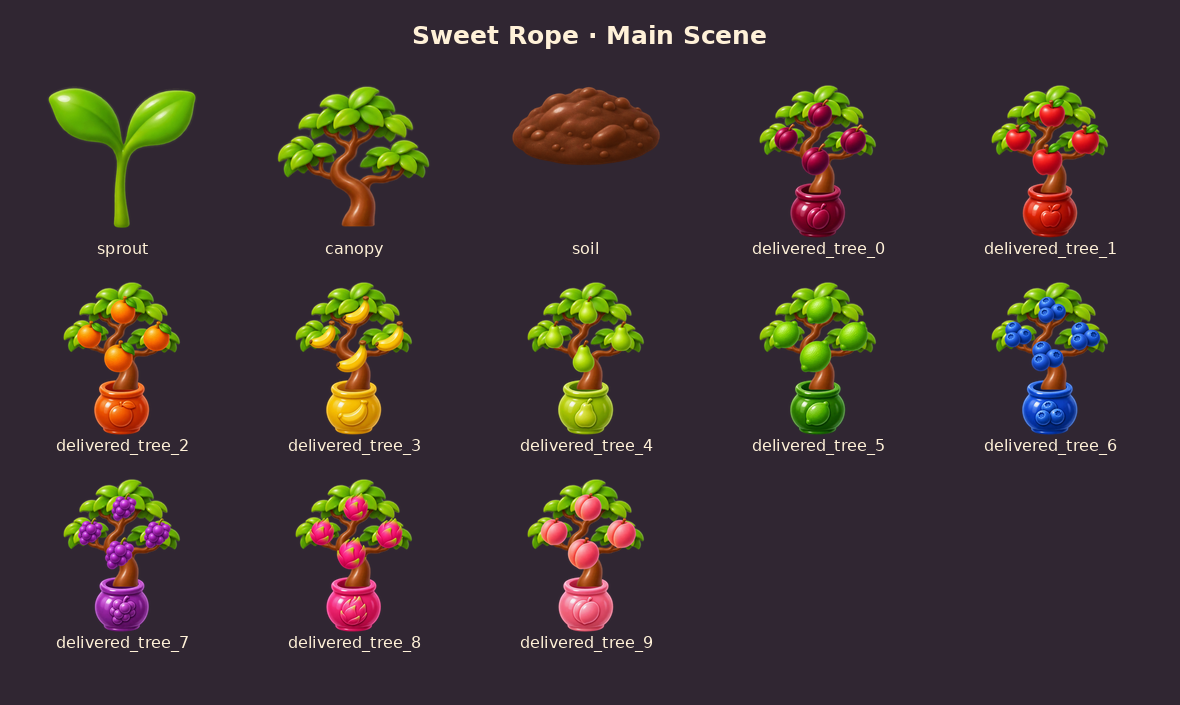 Sweet Rope · Main Scene
sprout
canopy
soil
delivered_tree_0
delivered_tree_1
delivered_tree_2
delivered_tree_3
delivered_tree_4
delivered_tree_5
delivered_tree_6
delivered_tree_7
delivered_tree_8
delivered_tree_9